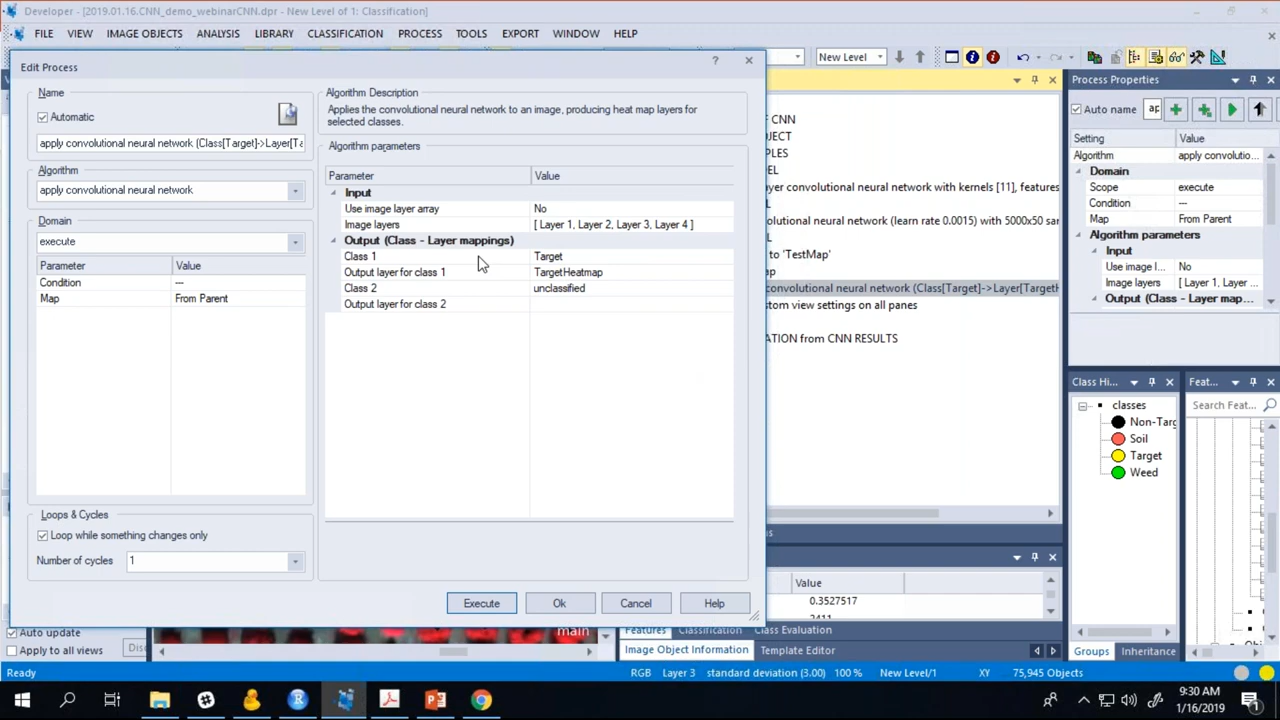 Developer - [2019.01.16.CNN_demo_webinarCNN.dpr - New Level of 1: Classification]
FILE VIEW IMAGE OBJECTS ANALYSIS LIBRARY CLASSIFICATION PROCESS TOOLS EXPORT WINDOW HELP
New Level
Edit Process
? ×
Name
Automatic
apply convolutional neural network (Class[Target]->Layer[Ta
Algorithm
apply convolutional neural network
Domain
execute
Parameter Value
Condition ---
Map From Parent
Loops & Cycles
Loop while something changes only
Number of cycles 1
Algorithm Description
Applies the convolutional neural network to an image, producing heat map layers for
selected classes.
Algorithm parameters
Parameter Value
Input
Use image layer array No
Image layers [ Layer 1, Layer 2, Layer 3, Layer 4 ]
Output (Class - Layer mappings)
Class 1 Target
Output layer for class 1 TargetHeatmap
Class 2 unclassified
Output layer for class 2
Execute Ok Cancel Help
OF CNN
JECT
PLES
EL
yer convolutional neural network with kernels [11], features
L
olutional neural network (learn rate 0.0015) with 5000x50 sar
L
to 'TestMap'
ap
convolutional neural network (Class[Target]->Layer[TargetH
stom view settings on all panes
ATION from CNN RESULTS
Process Properties
Auto name ap
Setting Value
Algorithm apply convolutio...
Domain
Scope execute
Condition ---
Map From Parent
Algorithm parameters
Input
Use image l... No
Image layers [ Layer 1, Layer ...
Output (Class - Layer map...
Class Hi...
classes
Non-Targ
Soil
Target
Weed
Groups Inheritance
Feat...
Search Feat...
Value
0.3527517
2411
Features Classification Class Evaluation
Image Object Information Template Editor
Auto update
Apply to all views
Disc
main
Ready
RGB Layer 3 standard deviation (3.00) 100 % New Level/1 XY 75,945 Objects
9:30 AM
1/16/2019